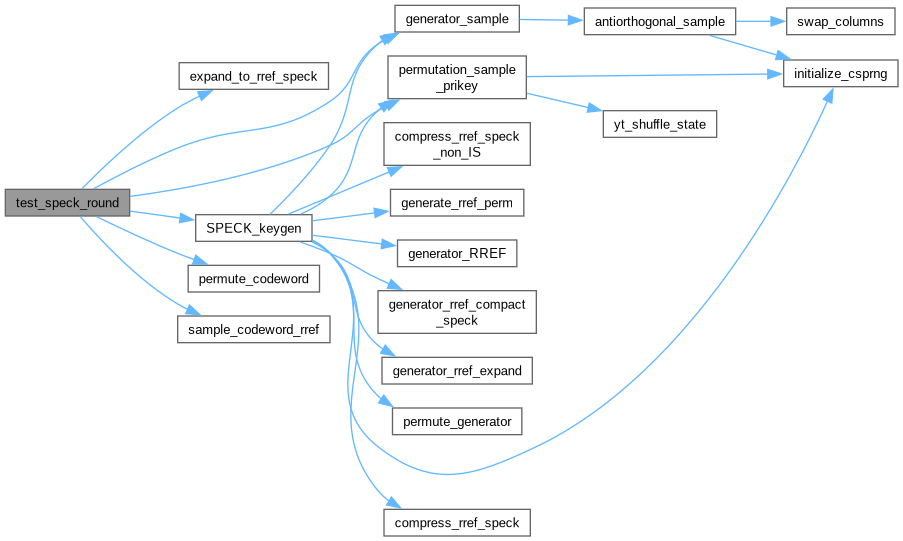 test_speck_round
expand_to_rref_speck
SPECK_keygen
permute_codeword
sample_codeword_rref
generator_sample
permutation_sample
_prikey
compress_rref_speck
_non_IS
generate_rref_perm
generator_RREF
generator_rref_compact
_speck
generator_rref_expand
permute_generator
compress_rref_speck
antiorthogonal_sample
yt_shuffle_state
swap_columns
initialize_csprng